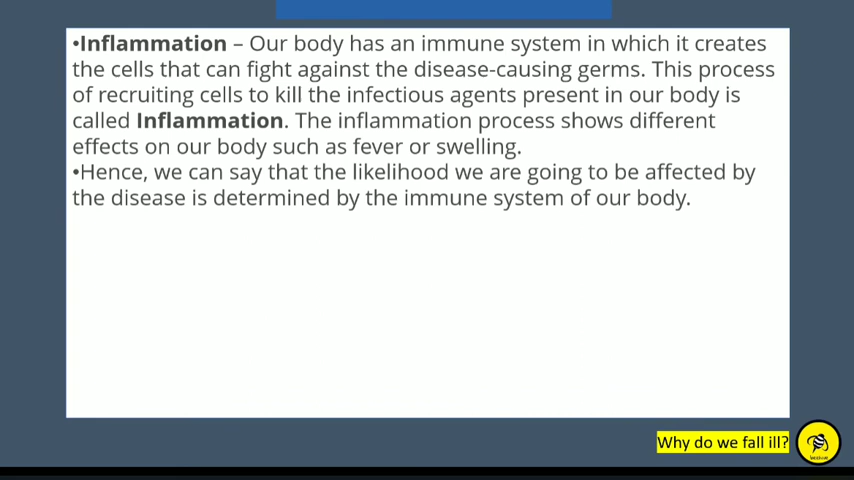 •Inflammation – Our body has an immune system in which it creates
the cells that can fight against the disease-causing germs. This process
of recruiting cells to kill the infectious agents present in our body is
called Inflammation. The inflammation process shows different
effects on our body such as fever or swelling.
•Hence, we can say that the likelihood we are going to be affected by
the disease is determined by the immune system of our body.
Why do we fall ill?